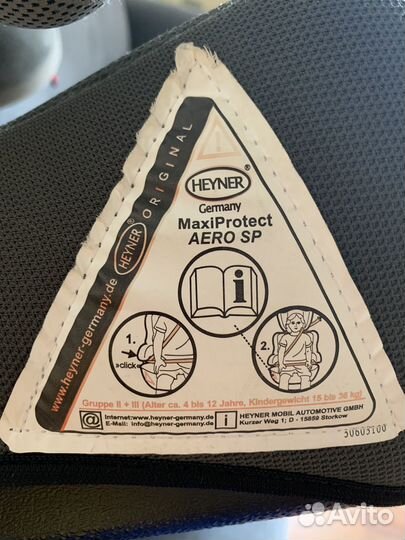 HEYNER®
Germany
MaxiProtect
AERO SP
www.heyner-germany.de HEYNER® ORIGINAL
i
1.
>click<
2.
Gruppe II + III (Alter ca. 4 bis 12 Jahre, Kindergewicht 15 bis 36 kg)
@ Internet:www.heyner-germany.de
E-Mail: info@heyner-germany.de
i HEYNER MOBIL AUTOMOTIVE GMBH
Kurzer Weg 1; D - 15859 Storkow
50603100
Avito